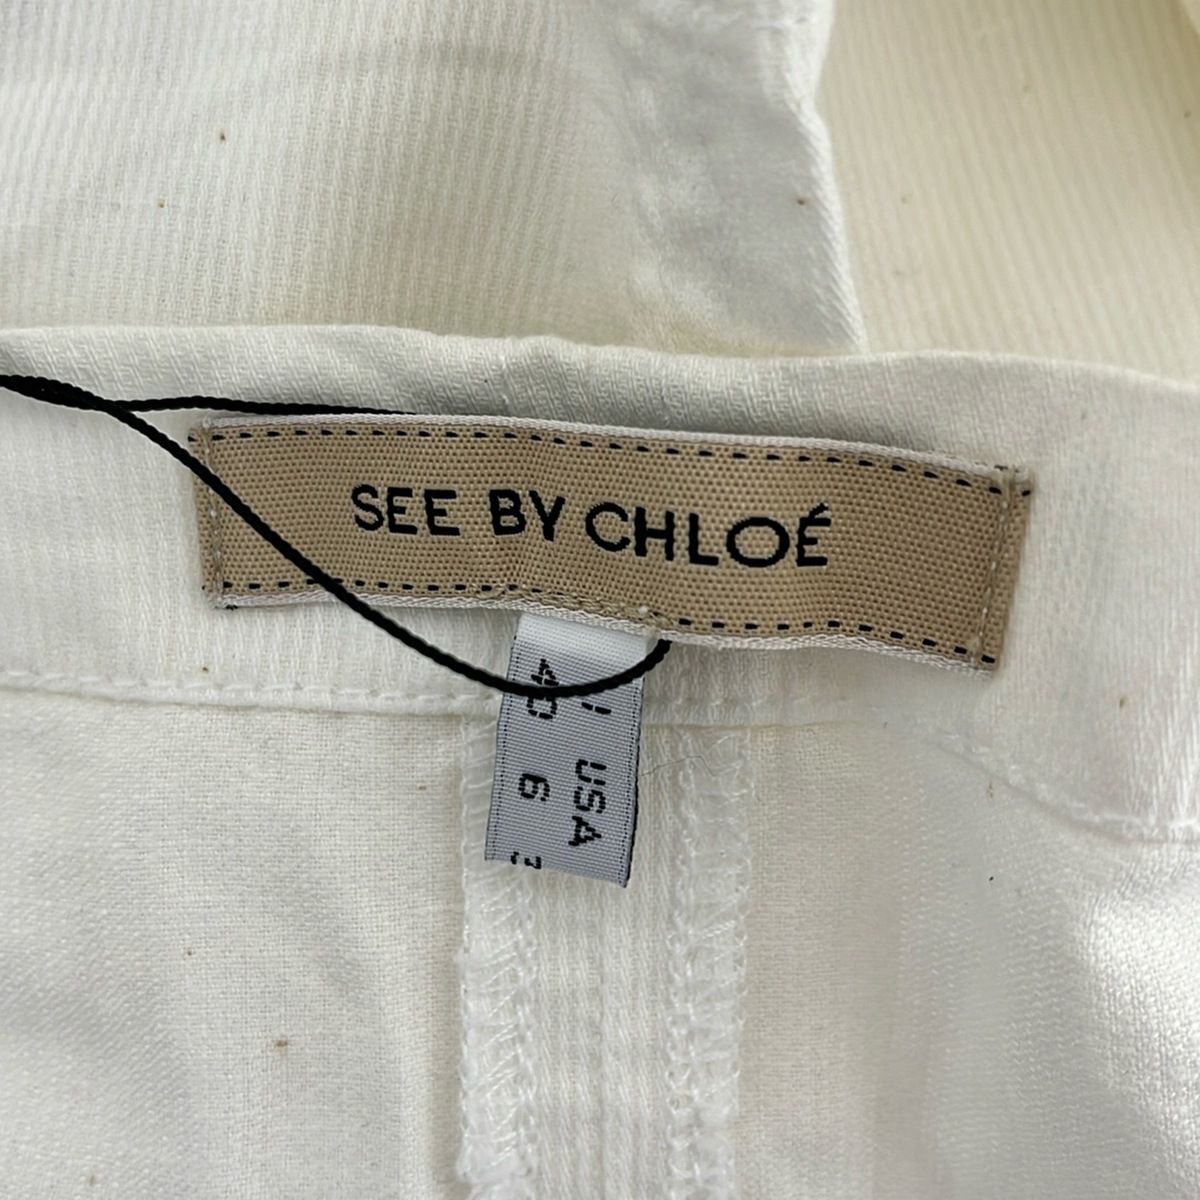 SEE BY CHLOÉ
/ USA
40 6